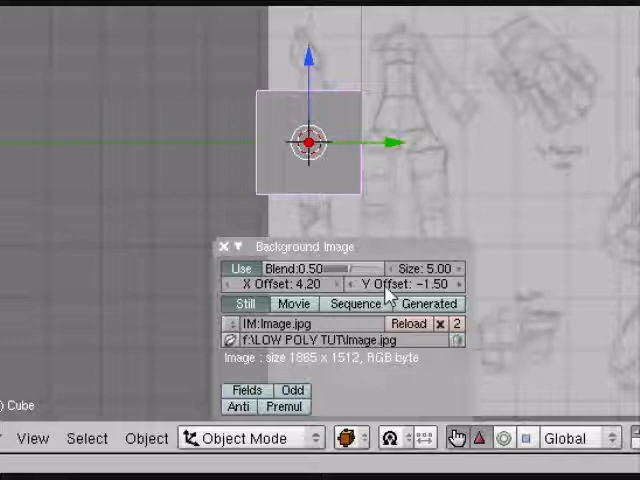 Background Image
Use Blend:0.50 Size: 5.00
X Offset: 4.20 Y Offset: -1.50
Still Movie Sequence Generated
IM:Image.jpg Reload 2
f:\LOW POLY TUT\Image.jpg
Image : size 1865 x 1512, RGB byte
Fields Odd
Anti Premul
) Cube
View Select Object Object Mode Global